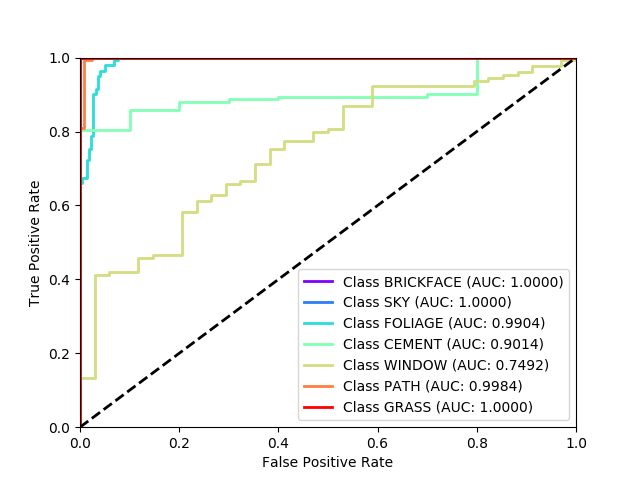 1.0
0.8
0.6
0.4
0.2
0.0
True Positive Rate
Class BRICKFACE (AUC: 1.0000)
Class SKY (AUC: 1.0000)
Class FOLIAGE (AUC: 0.9904)
Class CEMENT (AUC: 0.9014)
Class WINDOW (AUC: 0.7492)
Class PATH (AUC: 0.9984)
Class GRASS (AUC: 1.0000)
0.0 0.2 0.4 0.6 0.8 1.0
False Positive Rate